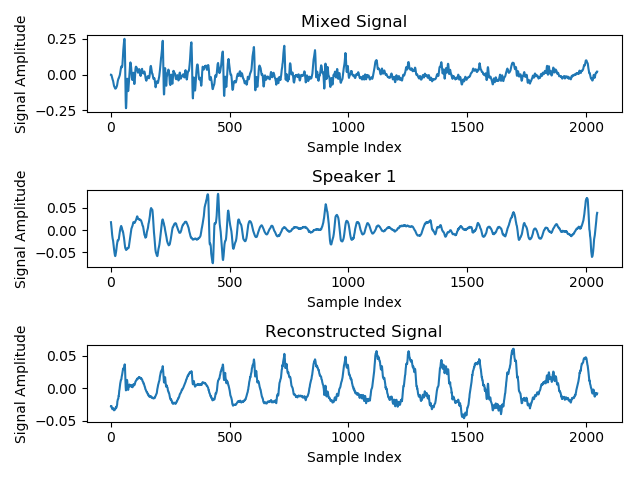 Mixed Signal
Signal Amplitude
0.25
0.00
−0.25
0
500
1000
1500
2000
Sample Index
Speaker 1
Signal Amplitude
0.05
0.00
−0.05
0
500
1000
1500
2000
Sample Index
Reconstructed Signal
Signal Amplitude
0.05
0.00
−0.05
0
500
1000
1500
2000
Sample Index